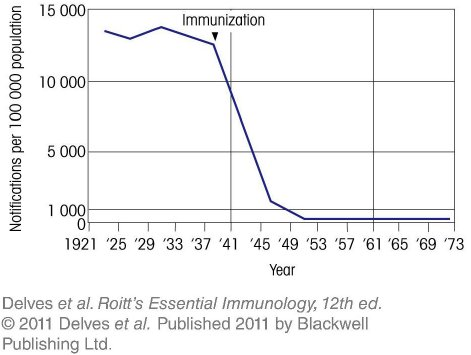 15 000
Immunization
10 000
5 000
1 000
0
Notifications per 100 000 population
1921 '25 '29 '33 '37 '41 '45 '49 '53 '57 '61 '65 '69 '73
Year
Delves et al. Roitt's Essential Immunology, 12th ed.
© 2011 Delves et al. Published 2011 by Blackwell
Publishing Ltd.